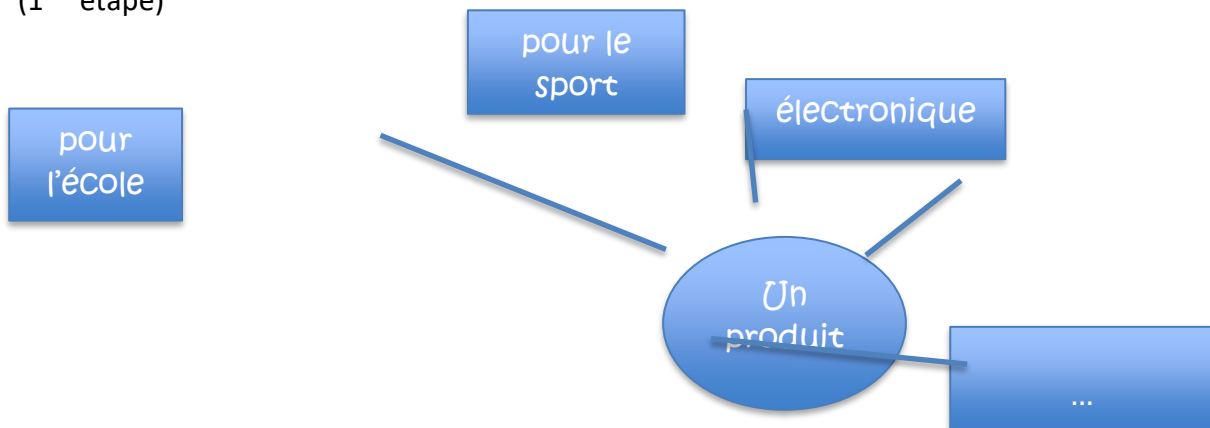 (1 étape)
pour le
sport
électronique
pour
l'école
Un
produit
...